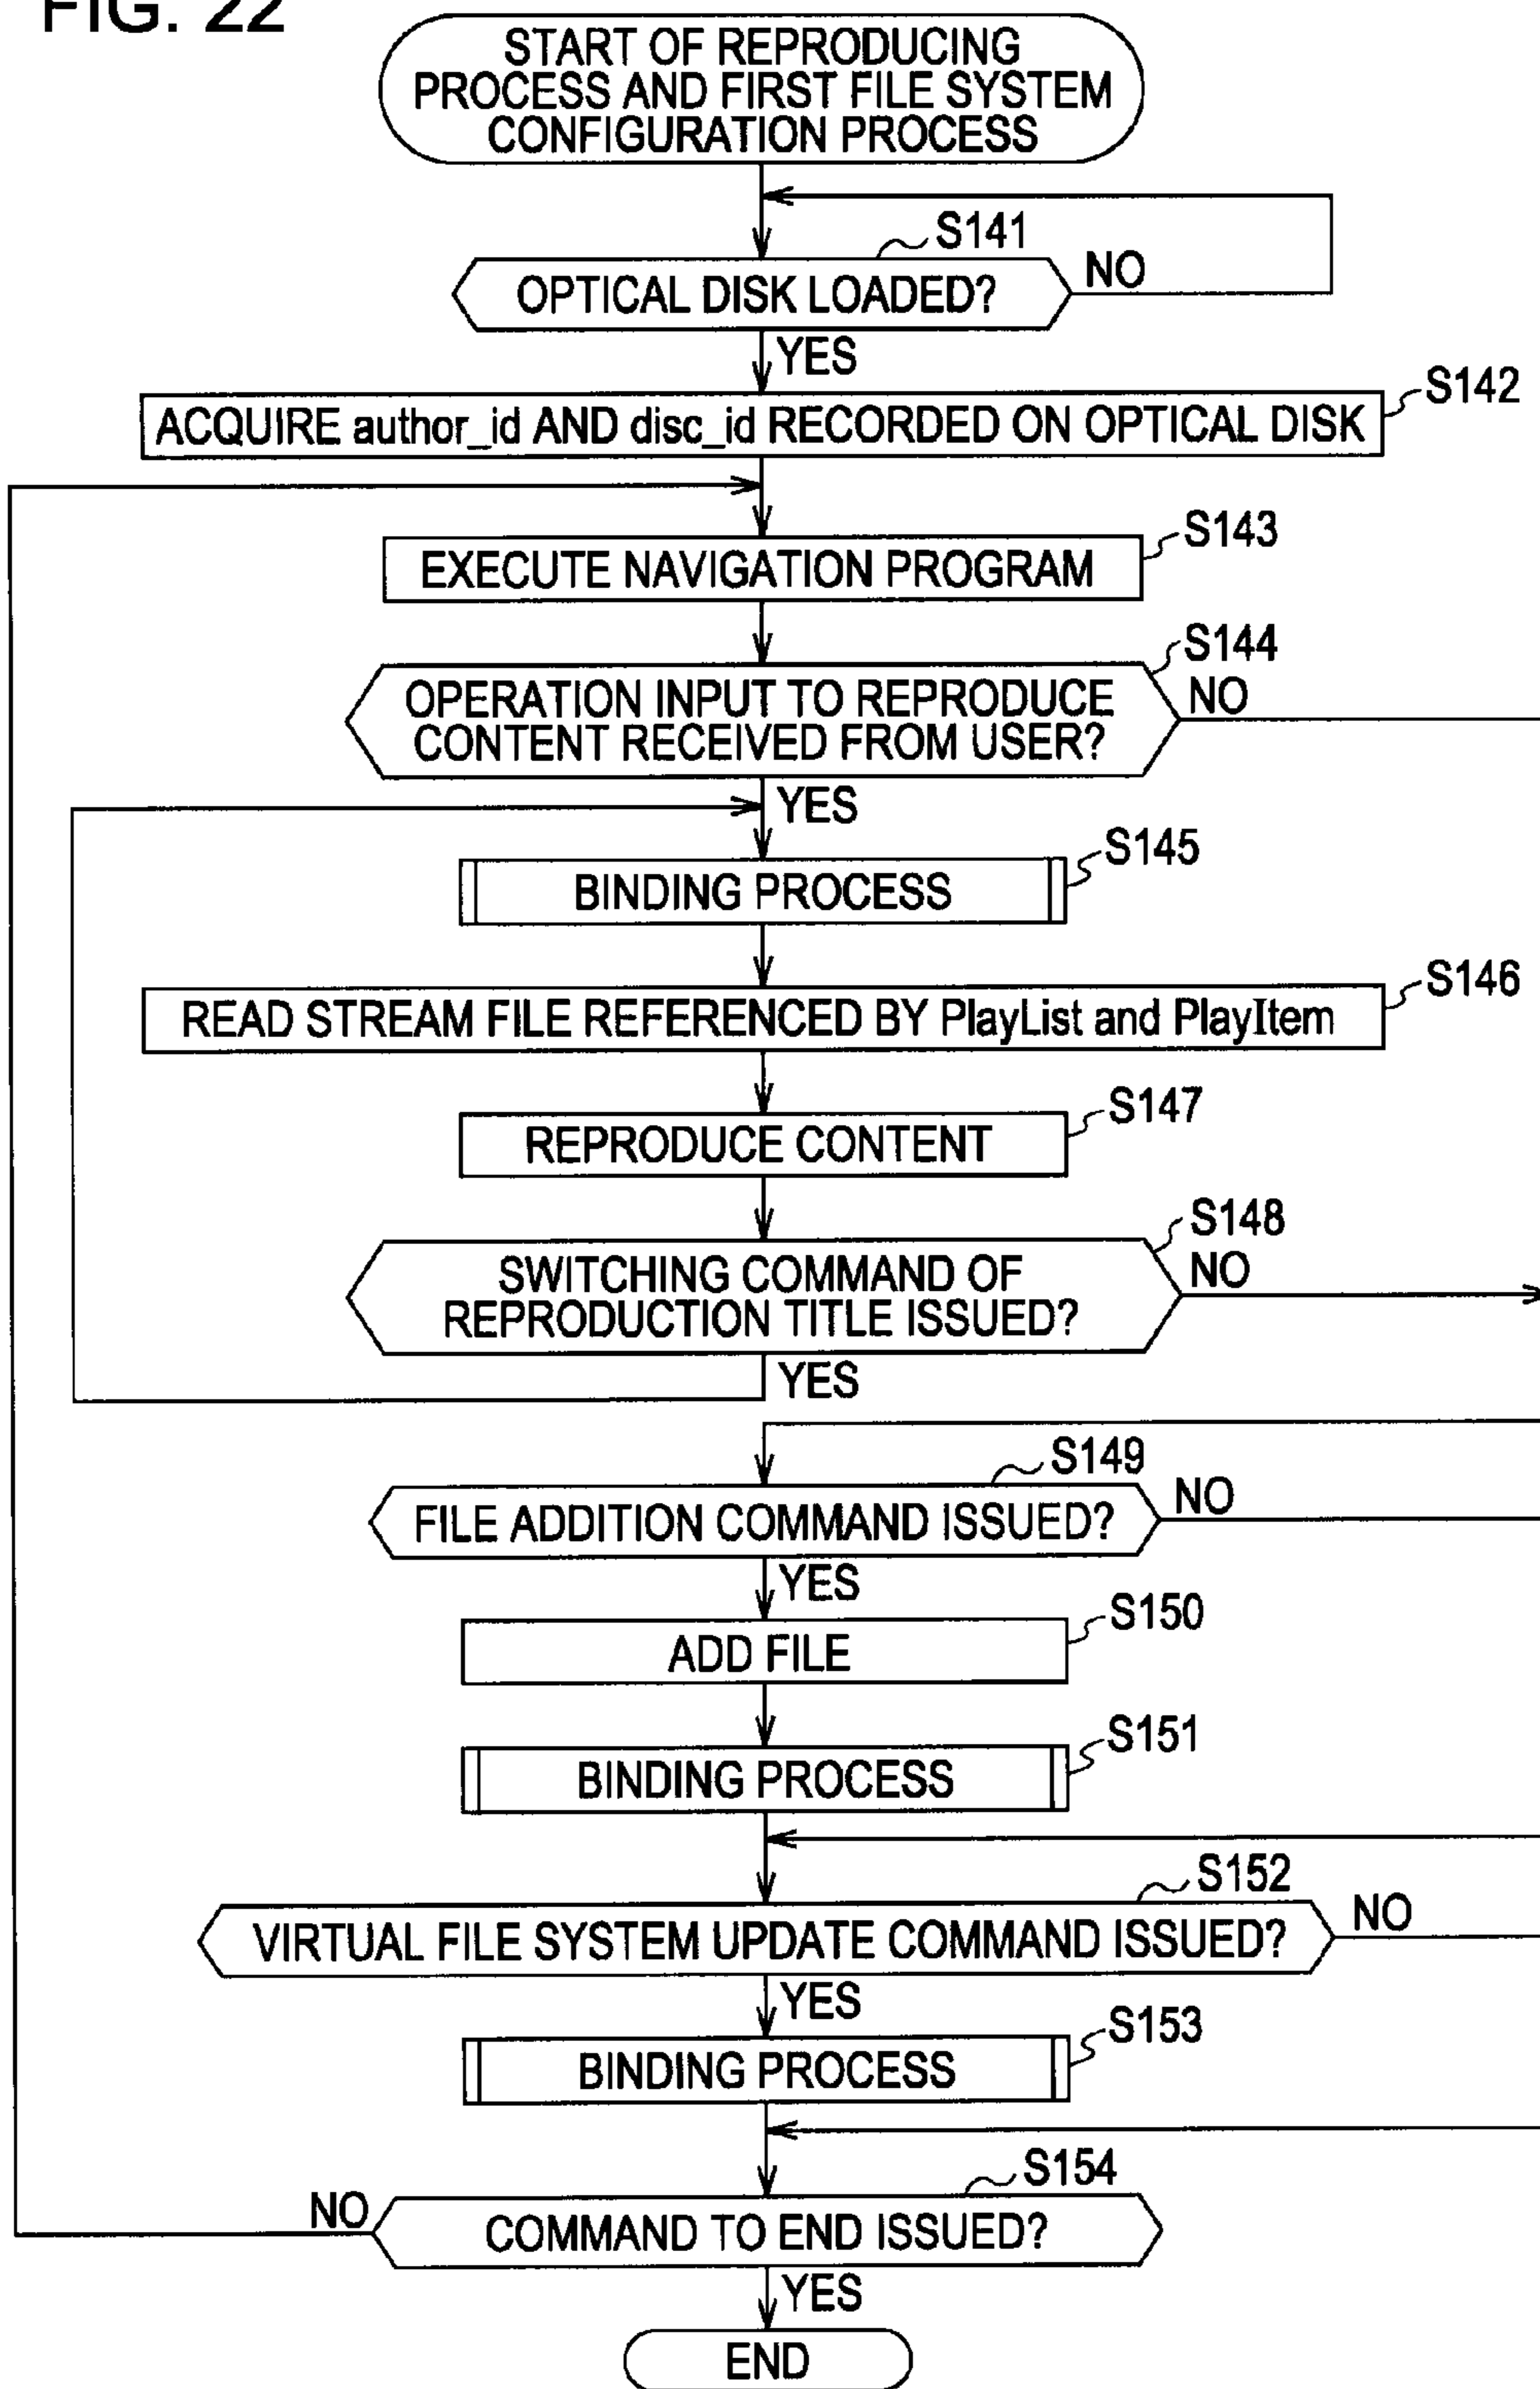 FIG. 22
START OF REPRODUCING
PROCESS AND FIRST FILE SYSTEM
CONFIGURATION PROCESS
S141
OPTICAL DISK LOADED?
NO
YES
S142
ACQUIRE author_id AND disc_id RECORDED ON OPTICAL DISK
S143
EXECUTE NAVIGATION PROGRAM
S144
OPERATION INPUT TO REPRODUCE
CONTENT RECEIVED FROM USER?
NO
YES
S145
BINDING PROCESS
S146
READ STREAM FILE REFERENCED BY PlayList and PlayItem
S147
REPRODUCE CONTENT
S148
SWITCHING COMMAND OF
REPRODUCTION TITLE ISSUED?
NO
YES
S149
FILE ADDITION COMMAND ISSUED?
NO
YES
S150
ADD FILE
S151
BINDING PROCESS
S152
VIRTUAL FILE SYSTEM UPDATE COMMAND ISSUED?
NO
YES
S153
BINDING PROCESS
S154
NO
COMMAND TO END ISSUED?
YES
END